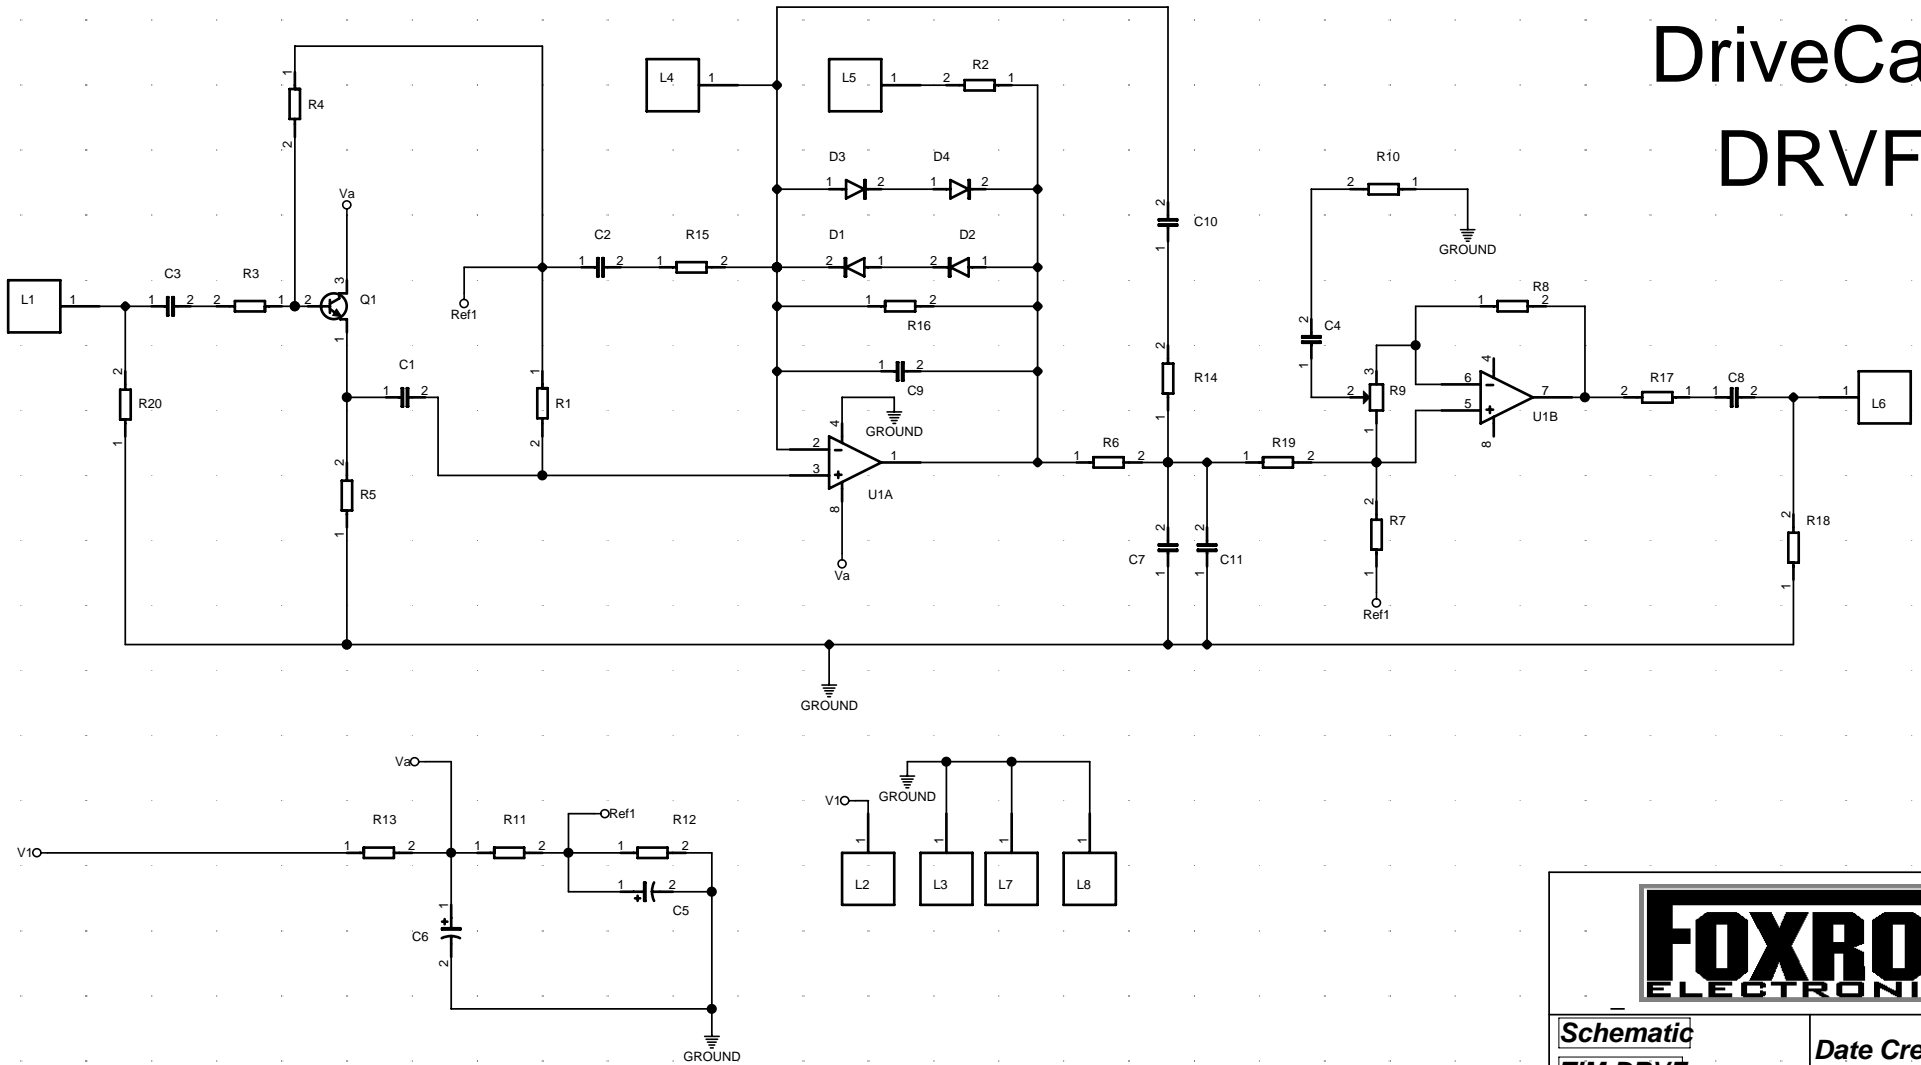 DriveCa
DRVF
L4
1
L5
1
2
R2
1
1
R4
2
Va
D3
1
2
D4
1
2
R10
2
1
GROUND
2
C10
1
C2
1
2
R15
1
2
D1
2
1
D2
2
1
Ref1
L1
1
C3
1
2
R3
2
1
2
3
Q1
1
1
2
R16
R8
1
2
2
C4
1
C1
1
2
1
2
C9
2
R14
1
2
R20
1
1
R1
2
4
GROUND
2
3
1
U1A
8
Va
3
2
R9
1
4
6
5
7
U1B
8
R17
2
1
C8
1
2
1
L6
R6
1
2
R19
1
2
2
R5
1
2
C7
1
2
C11
1
2
R7
1
Ref1
2
R18
1
GROUND
Va
V1
R13
1
2
R11
1
2
Ref1
R12
1
2
1
2
C5
1
C6
2
GROUND
V1
GROUND
1
1
1
1
L2
L3
L7
L8
FOXRO
ELECTRONI
Schematic
Date Cre